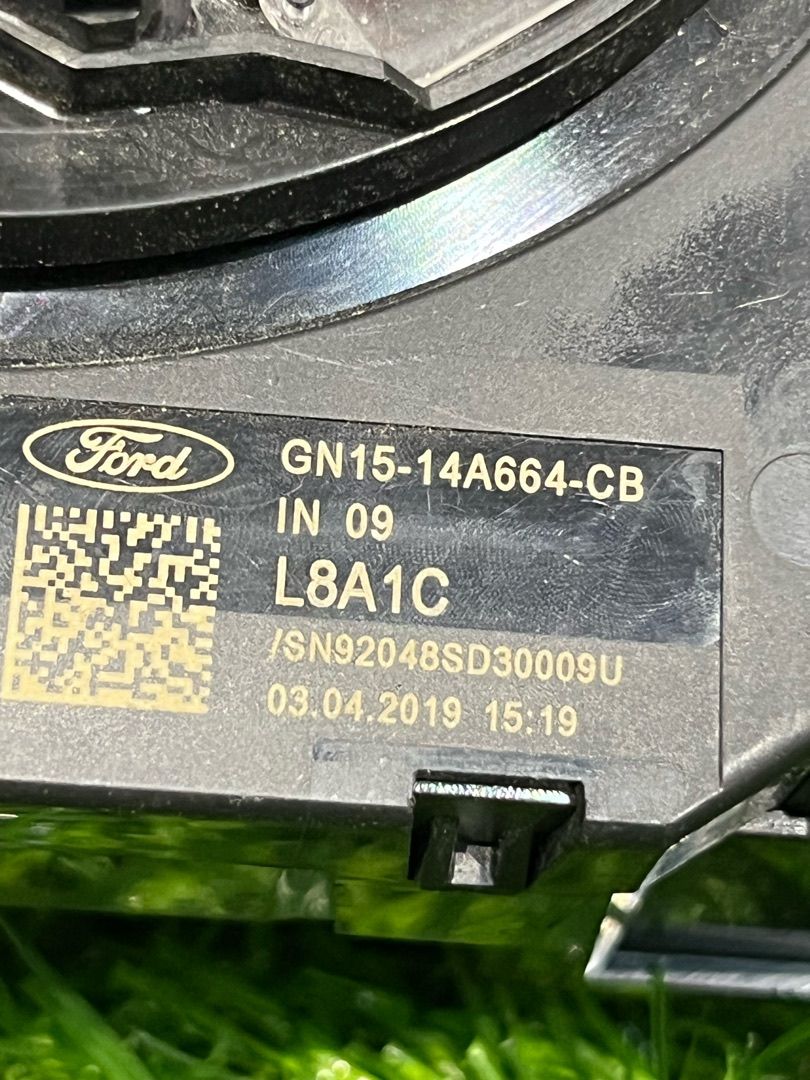 Ford
GN15-14A664-CB
IN 09
L8A1C
/SN92048SD30009U
03.04.2019 15:19